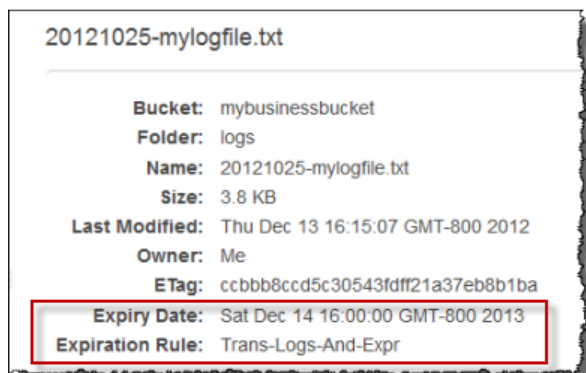 20121025-mylogfile.txt
Bucket: mybusinessbucket
Folder: logs
Name: 20121025-mylogfile.txt
Size: 3.8 KB
Last Modified: Thu Dec 13 16:15:07 GMT-800 2012
Owner: Me
ETag: ccbbb8ccd5c30543fdff21a37eb8b1ba
Expiry Date: Sat Dec 14 16:00:00 GMT-800 2013
Expiration Rule: Trans-Logs-And-Expr